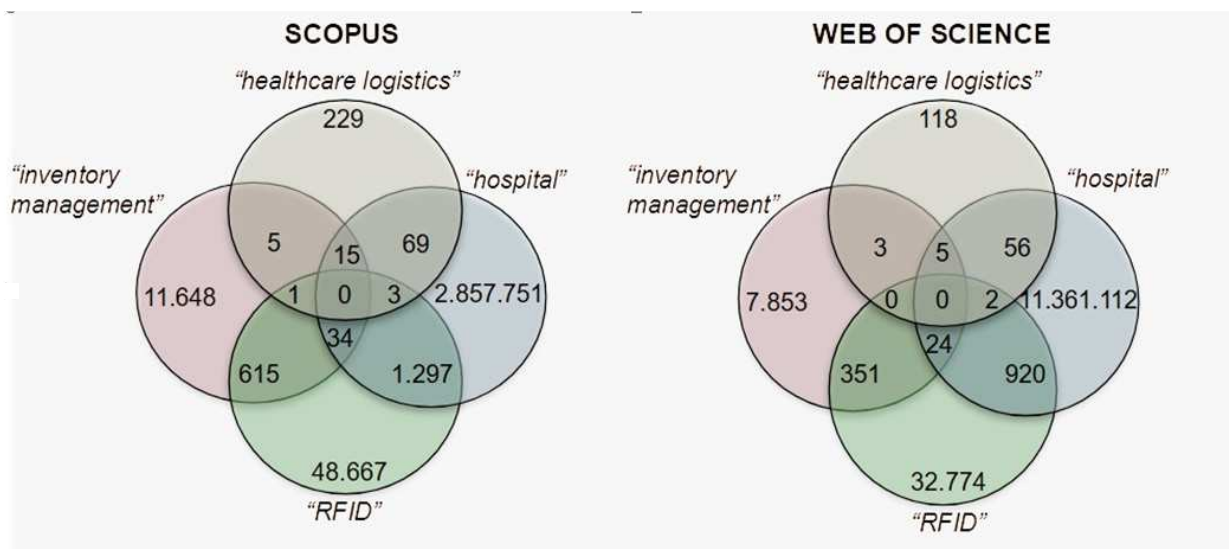 SCOPUS
“healthcare logistics”
229
“inventory
management”
“hospital”
5
15
69
11.648
1
0
3
2.857.751
34
615
1.297
48.667
“RFID”
WEB OF SCIENCE
“healthcare logistics”
118
“inventory
management”
“hospital”
3
5
56
7.853
0
0
2
11.361.112
24
351
920
32.774
“RFID”